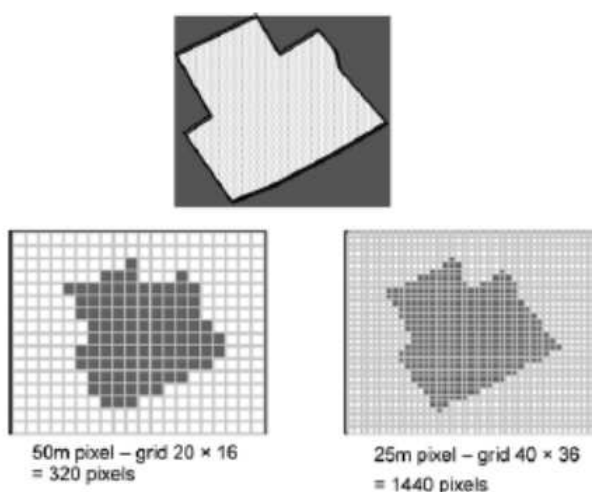 50m pixel – grid 20 × 16
= 320 pixels
25m pixel – grid 40 × 36
= 1440 pixels